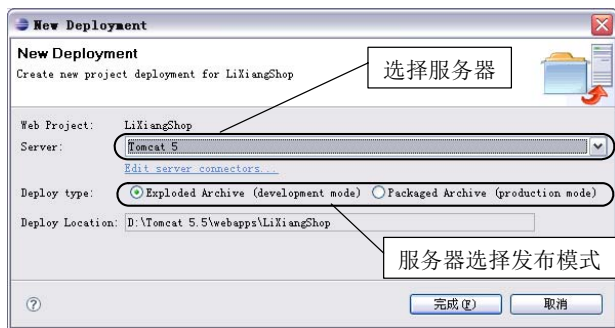 New Deployment
New Deployment
Create new project deployment for LiXiangShop
选择服务器
Web Project: LiXiangShop
Server: Tomcat 5
Edit server connectors...
Deploy type: Exploded Archive (development mode) Packaged Archive (production mode)
Deploy Location: D:\Tomcat 5.5\webapps\LiXiangShop
服务器选择发布模式
完成(F) 取消